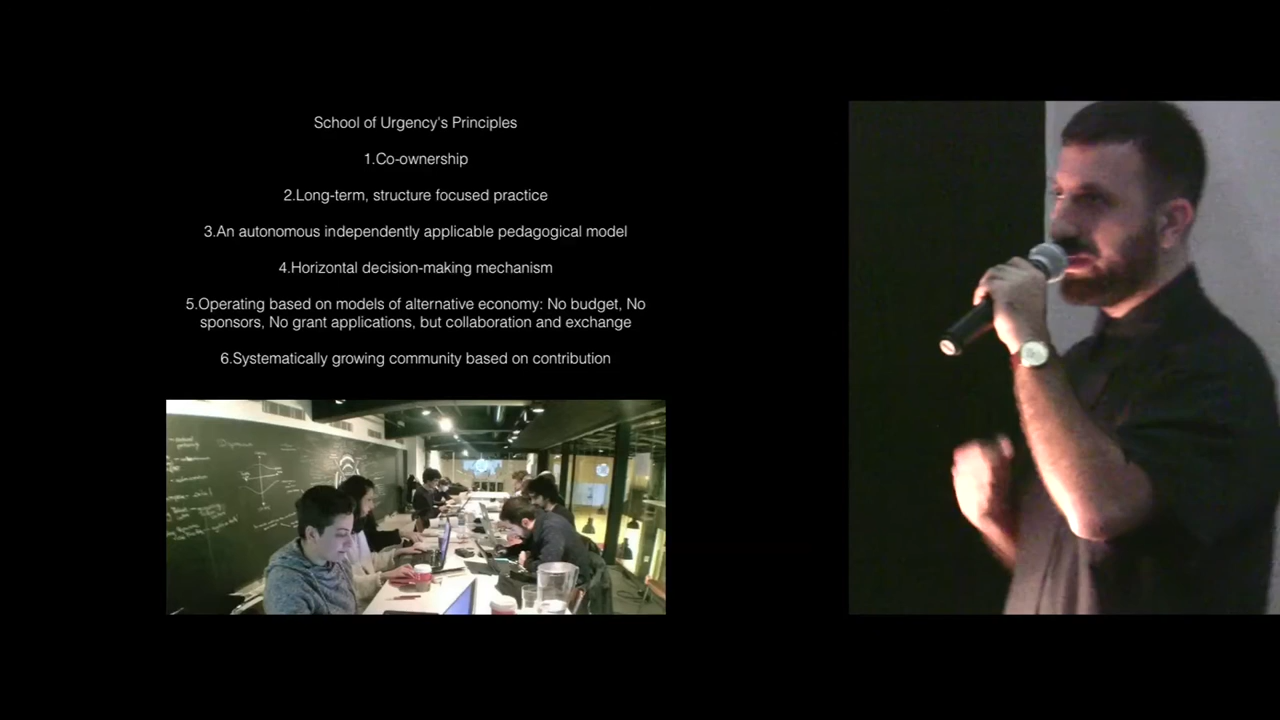 School of Urgency's Principles
1.Co-ownership
2.Long-term, structure focused practice
3.An autonomous independently applicable pedagogical model
4.Horizontal decision-making mechanism
5.Operating based on models of alternative economy: No budget, No
sponsors, No grant applications, but collaboration and exchange
6.Systematically growing community based on contribution